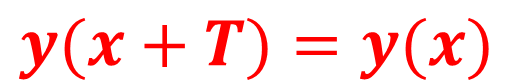 y(x + T) = y(x)